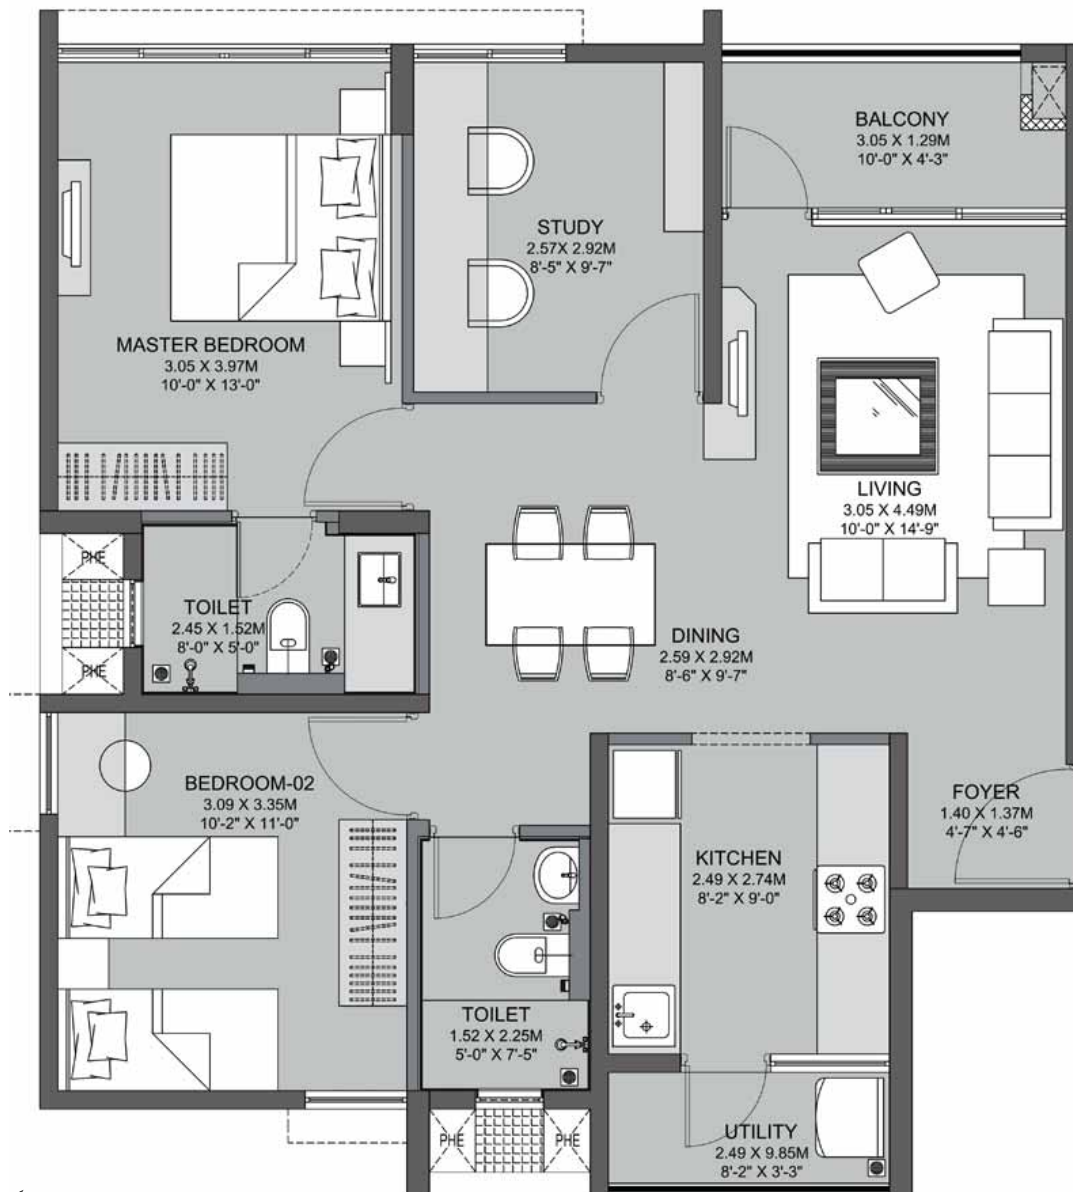 BALCONY
3.05 X 1.29M
10'-0" X 4'-3"
STUDY
2.57X 2.92M
8'-5" X 9'-7"
MASTER BEDROOM
3.05 X 3.97M
10'-0" X 13'-0"
LIVING
3.05 X 4.49M
10'-0" X 14'-9"
PHE
TOILET
2.45 X 1.52M
8'-0" X 5'-0"
PHE
DINING
2.59 X 2.92M
8'-6" X 9'-7"
BEDROOM-02
3.09 X 3.35M
10'-2" X 11'-0"
FOYER
1.40 X 1.37M
4'-7" X 4'-6"
KITCHEN
2.49 X 2.74M
8'-2" X 9'-0"
TOILET
1.52 X 2.25M
5'-0" X 7'-5"
PHE
PHE
UTILITY
2.49 X 9.85M
8'-2" X 3'-3"